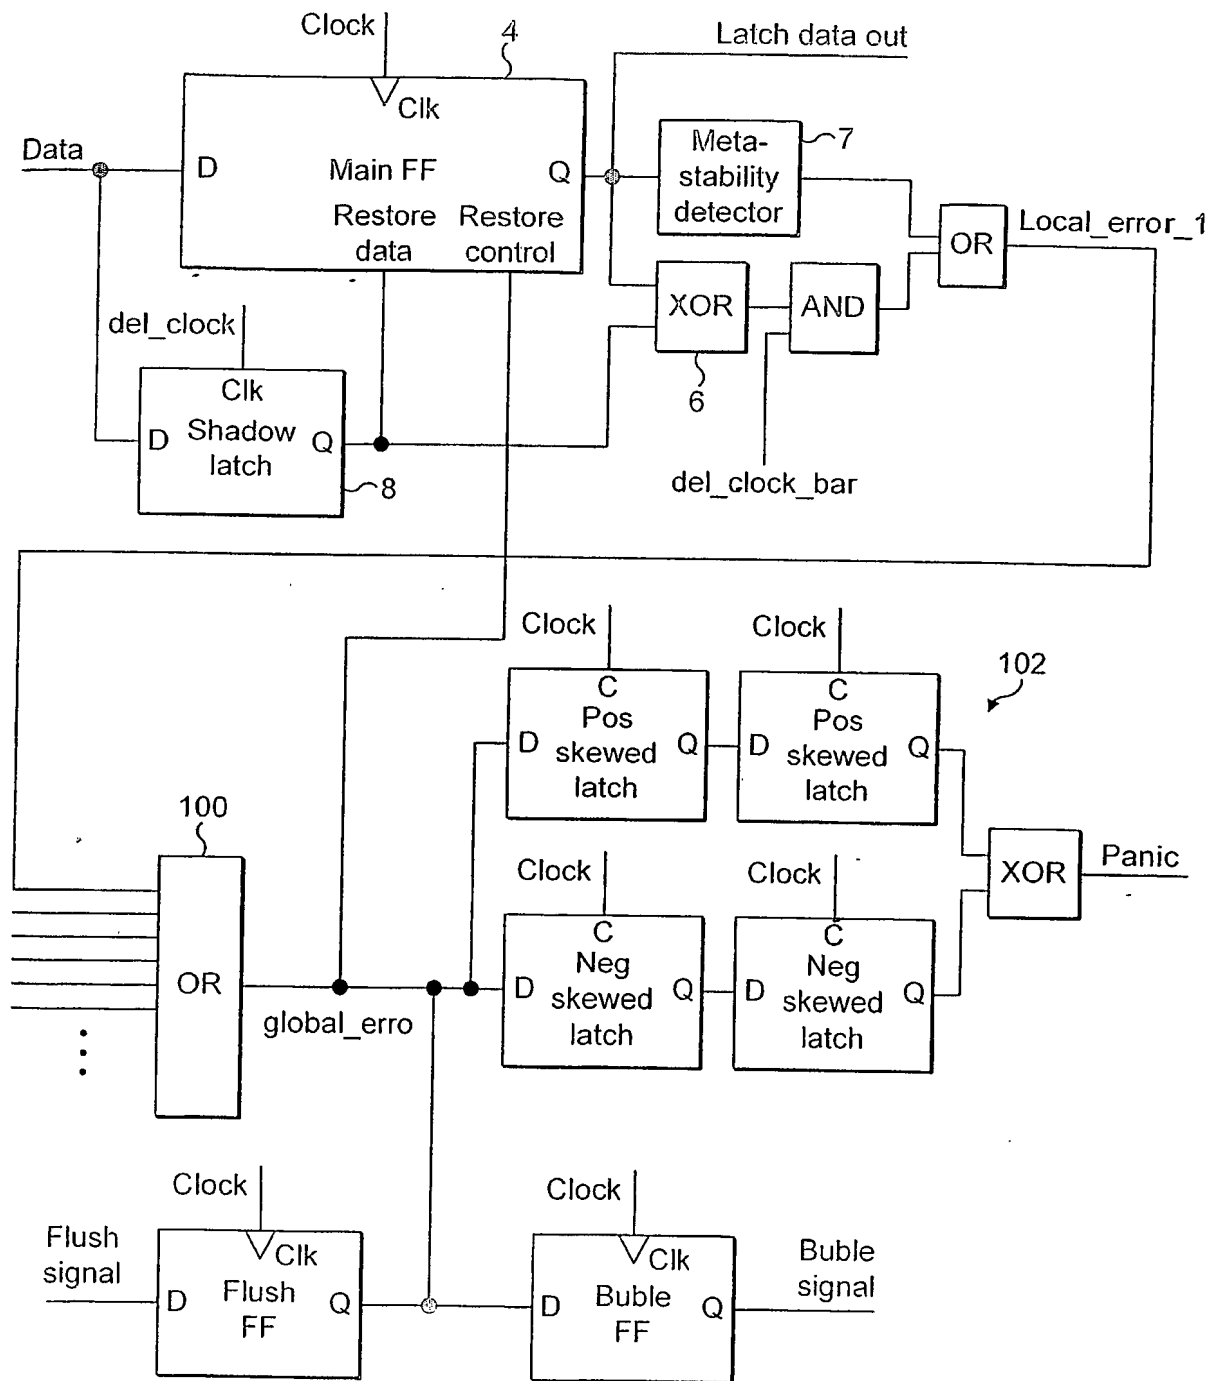 Clock
4
Latch data out
Clk
Data
D
Main FF
Q
Restore
data
Restore
control
Meta-
stability
detector
7
OR
Local_error_1
XOR
AND
6
del_clock
Clk
D
Shadow
latch
Q
8
del_clock_bar
Clock
C
Pos
D
skewed
Q
latch
Clock
C
Pos
D
skewed
Q
latch
102
100
OR
global_erro
Clock
C
Neg
D
skewed
Q
latch
Clock
C
Neg
D
skewed
Q
latch
XOR
Panic
Clock
Flush
signal
Clk
D
Flush
FF
Q
Clock
Clk
D
Buble
FF
Q
Buble
signal